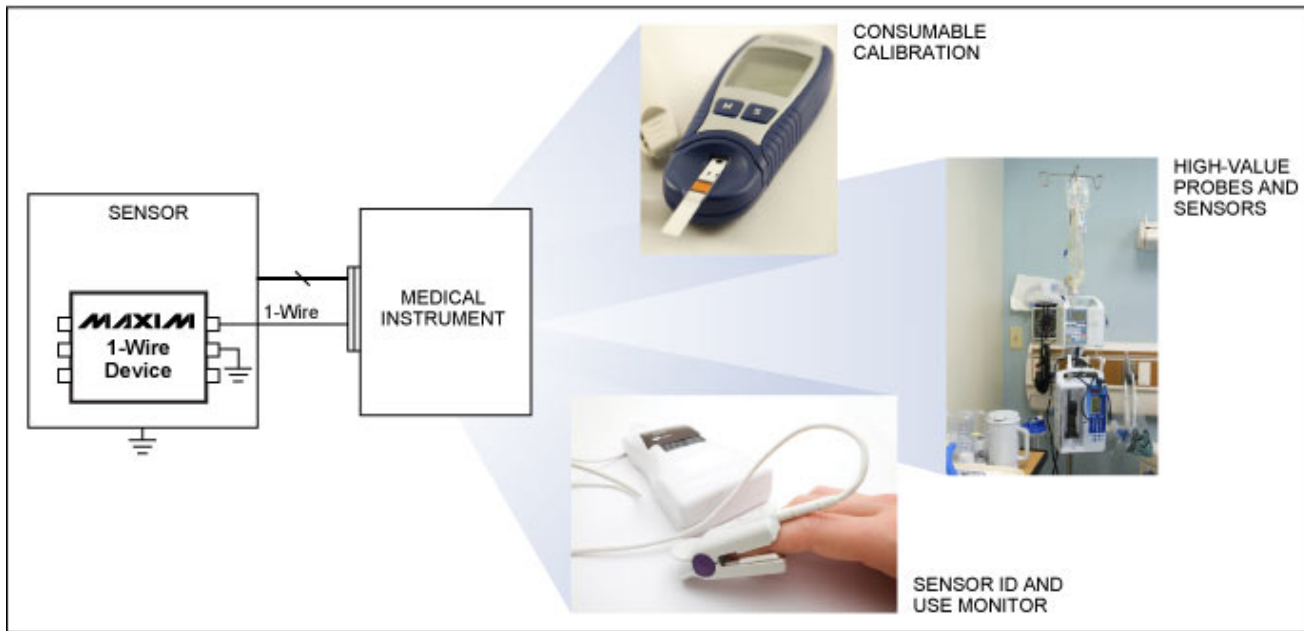 CONSUMABLE
CALIBRATION
HIGH-VALUE
PROBES AND
SENSORS
SENSOR
MAXIM
1-Wire
Device
1-Wire
MEDICAL
INSTRUMENT
M
S
SENSOR ID AND
USE MONITOR